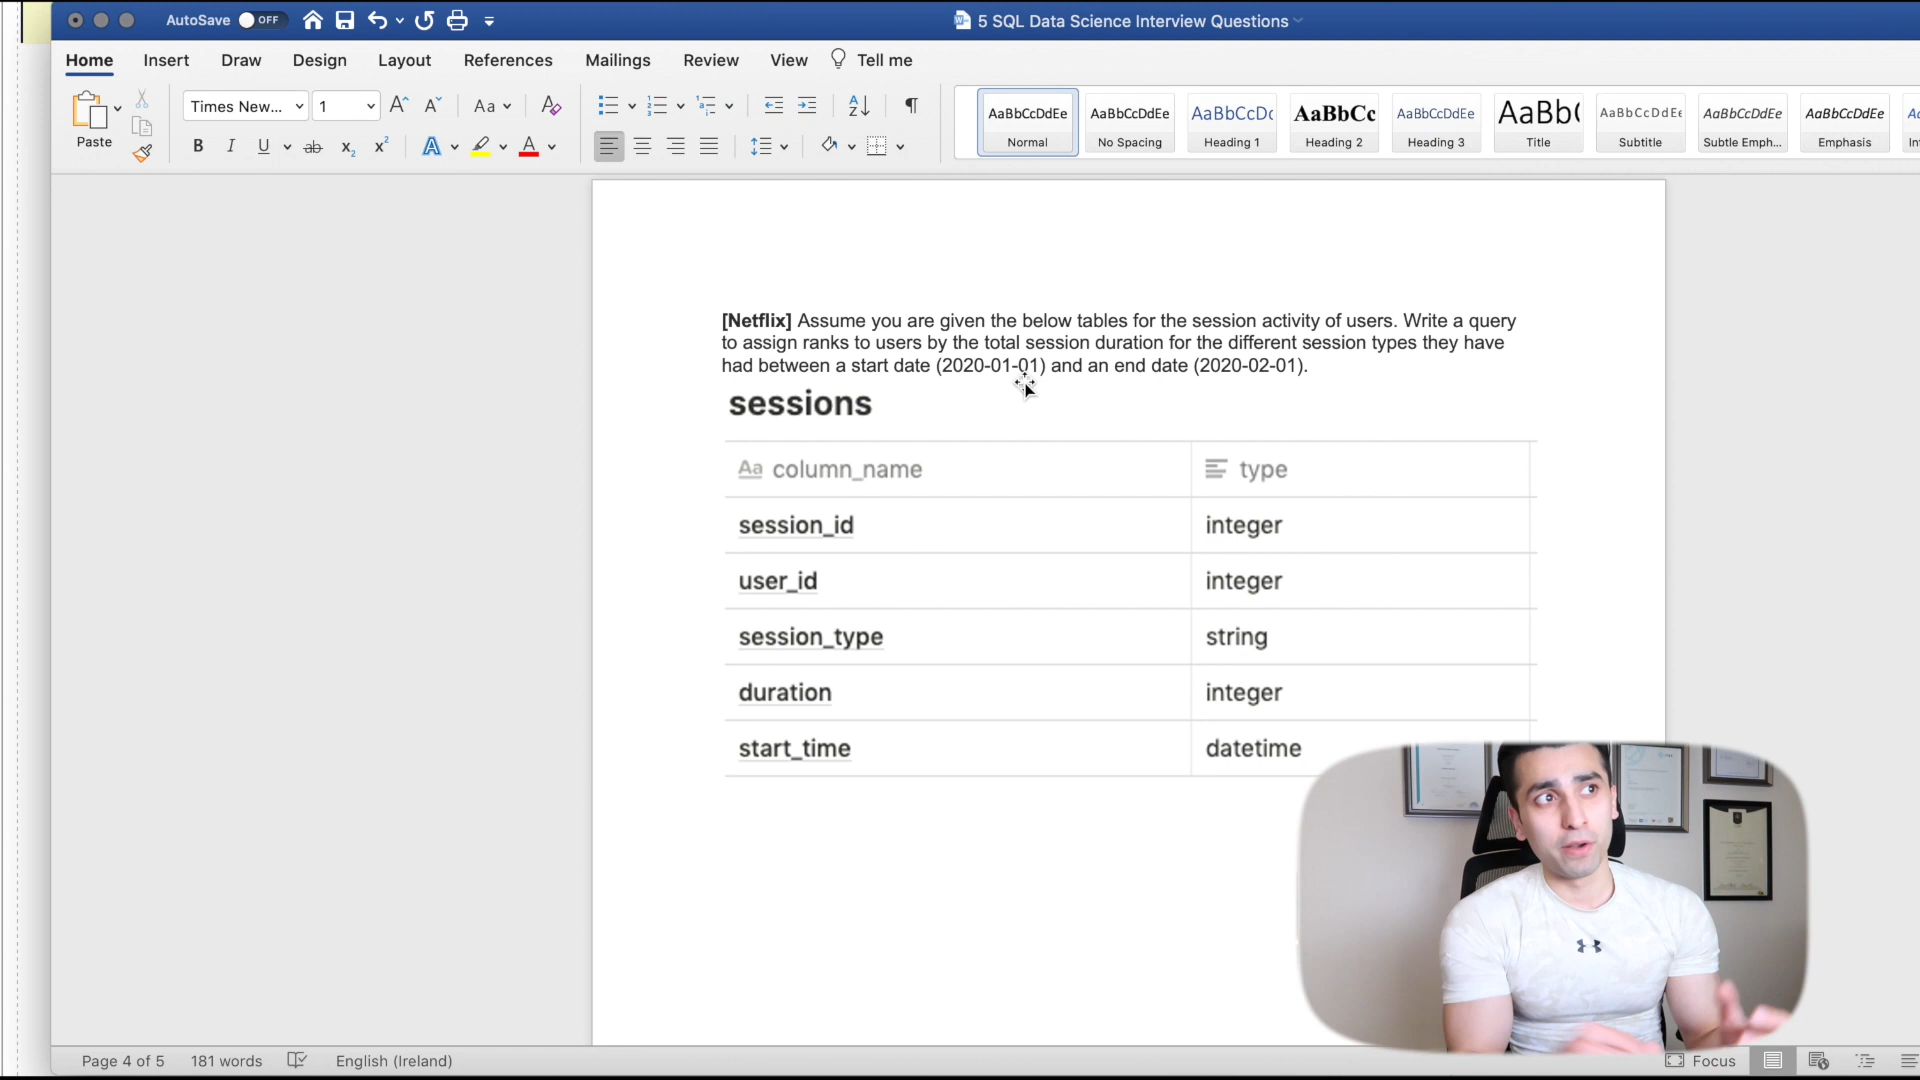 AutoSave OFF
5 SQL Data Science Interview Questions
Home Insert Draw Design Layout References Mailings Review View Tell me
Paste
Times New... 1
AaBbCcDdEe AaBbCcDdEe AaBbCcDc AaBbCc AaBbCcDdEe AaBb( AaBbCcDdEe AaBbCcDdEe AaBbCcDdEe
Normal No Spacing Heading 1 Heading 2 Heading 3 Title Subtitle Subtle Emph... Emphasis
[Netflix] Assume you are given the below tables for the session activity of users. Write a query
to assign ranks to users by the total session duration for the different session types they have
had between a start date (2020-01-01) and an end date (2020-02-01).
sessions
Aa column_name type
session_id integer
user_id integer
session_type string
duration integer
start_time datetime
Page 4 of 5 181 words English (Ireland) Focus